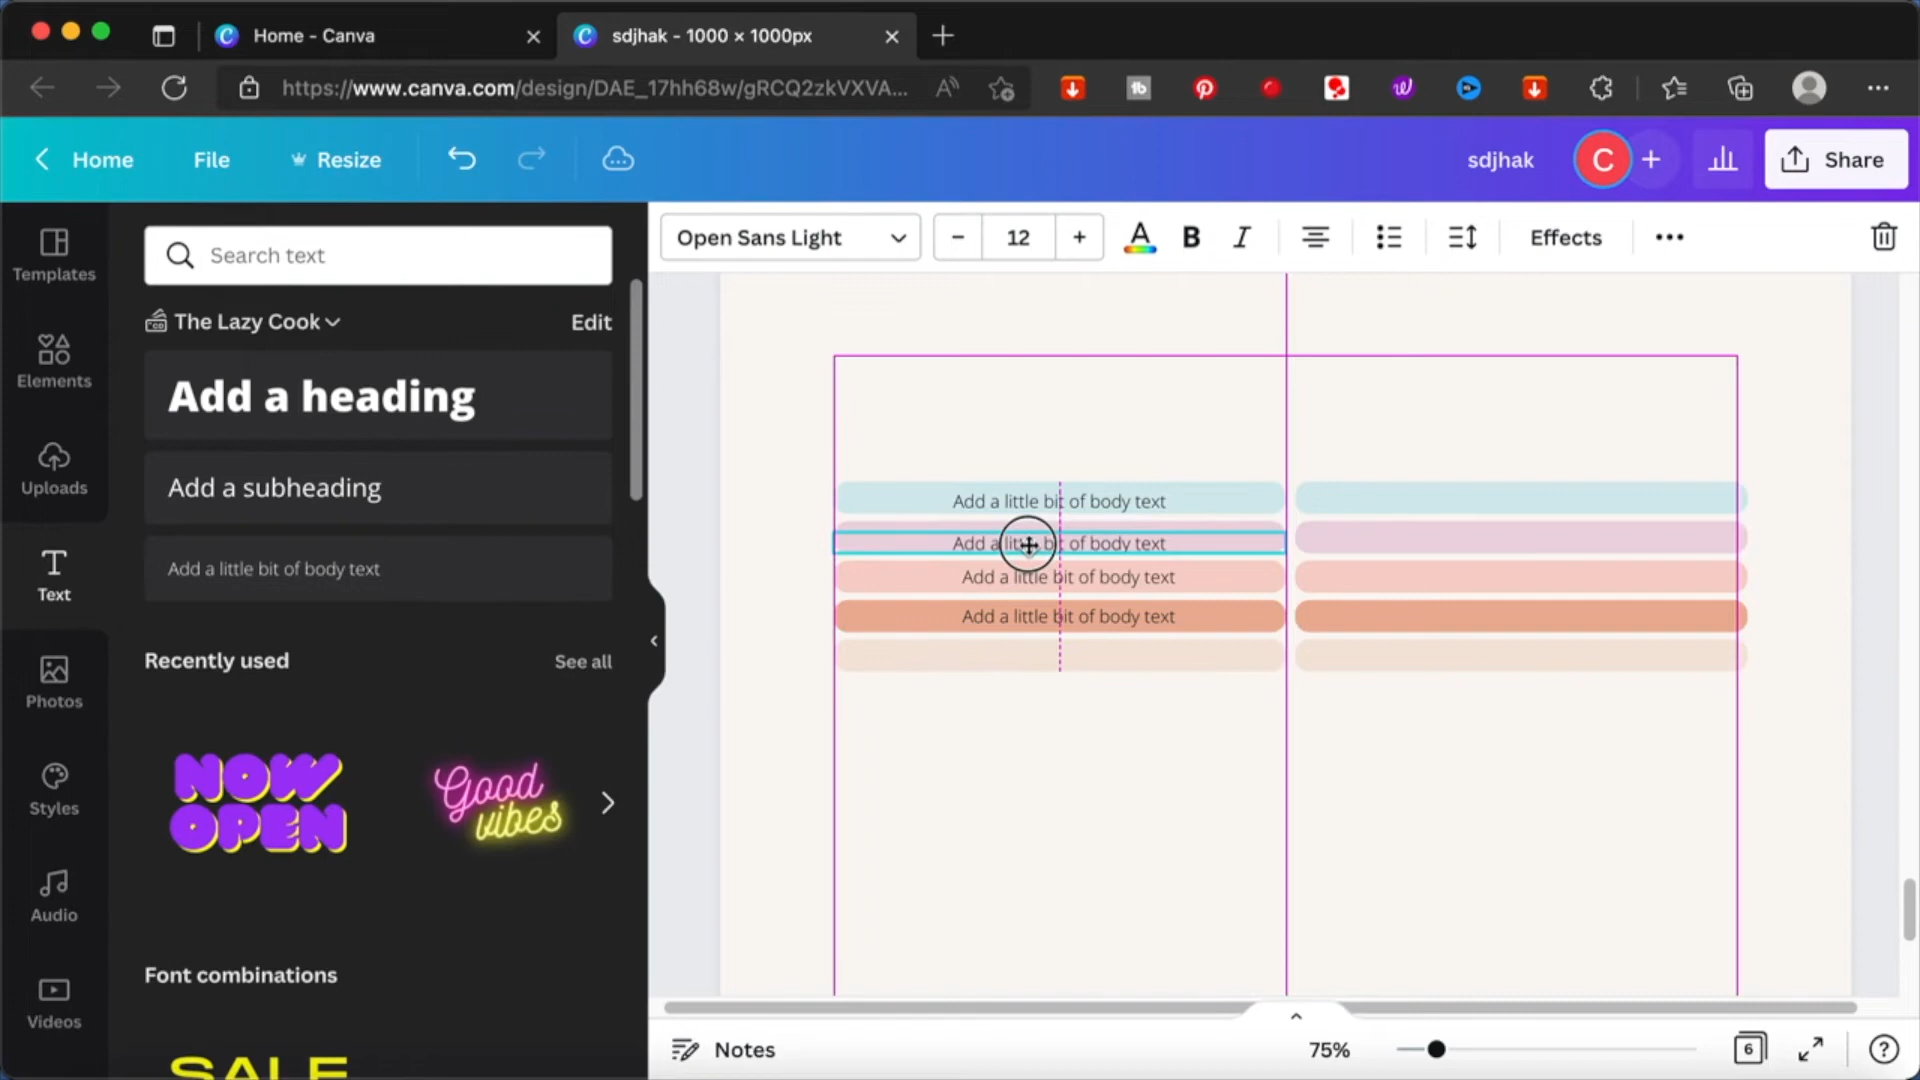 Home - Canva
sdjhak - 1000 × 1000px
https://www.canva.com/design/DAE_17hh68w/gRCQ2zkVXVA...
Home
File
Resize
sdjhak
C
Share
Templates
Elements
Uploads
Text
Photos
Styles
Audio
Videos
Search text
The Lazy Cook
Edit
Add a heading
Add a subheading
Add a little bit of body text
Recently used
See all
NOW
OPEN
Good
vibes
Font combinations
SALE
Open Sans Light
12
Effects
Add a little bit of body text
Add a little bit of body text
Add a little bit of body text
Add a little bit of body text
Notes
75%
6